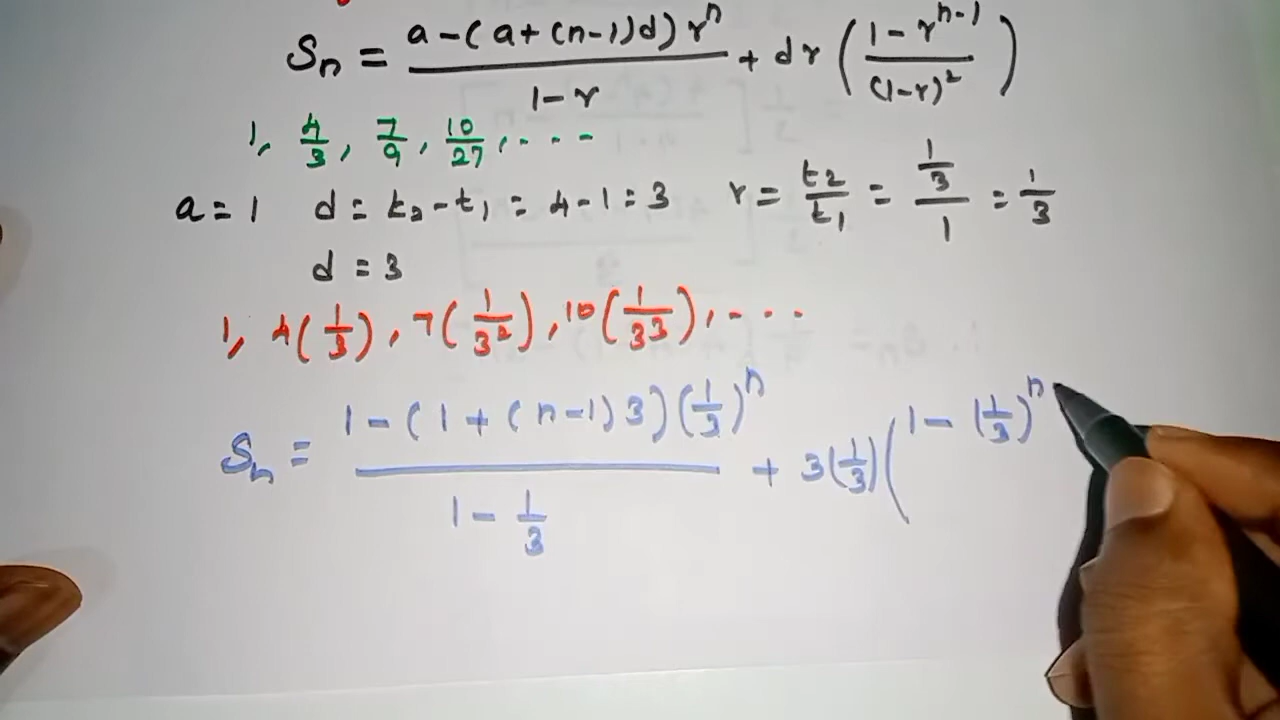 Sn = a-(a+(n-1)d)r^n / 1-r + dr (1-r^(n-1) / (1-r)^2)
1, 4/3, 7/9, 10/27, ....
a = 1 d = t2-t1 = 4-1 = 3 r = t2/t1 = (1/3)/1 = 1/3
d = 3
1, 4(1/3), 7(1/3^2), 10(1/3^3), ....
Sn = 1-(1+(n-1)3)(1/3)^n / 1-1/3 + 3(1/3)(1-(1/3)^n